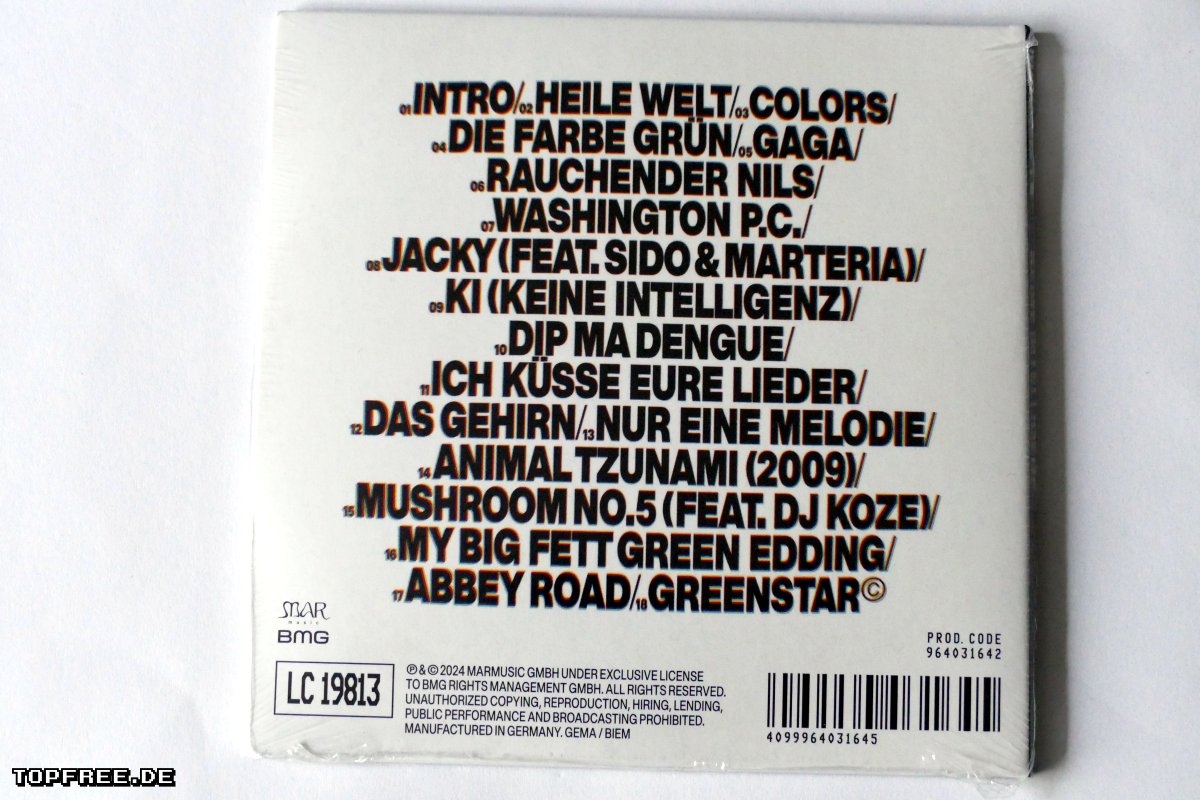 01 INTRO/02 HEILE WELT/03 COLORS/
04 DIE FARBE GRÜN/05 GAGA/
06 RAUCHENDER NILS/
07 WASHINGTON P.C./
08 JACKY (FEAT. SIDO & MARTERIA)/
09 KI (KEINE INTELLIGENZ)/
10 DIP MA DENGUE/
11 ICH KÜSSE EURE LIEDER/
12 DAS GEHIRN/13 NUR EINE MELODIE/
14 ANIMAL TZUNAMI (2009)/
15 MUSHROOM NO.5 (FEAT. DJ KOZE)/
16 MY BIG FETT GREEN EDDING/
17 ABBEY ROAD/18 GREENSTAR©
MAR
music
BMG
LC 19813
℗ & © 2024 MARMUSIC GMBH UNDER EXCLUSIVE LICENSE
TO BMG RIGHTS MANAGEMENT GMBH. ALL RIGHTS RESERVED.
UNAUTHORIZED COPYING, REPRODUCTION, HIRING, LENDING,
PUBLIC PERFORMANCE AND BROADCASTING PROHIBITED.
MANUFACTURED IN GERMANY. GEMA / BIEM
PROD. CODE
964031642
4099964031645
TOPFREE.DE